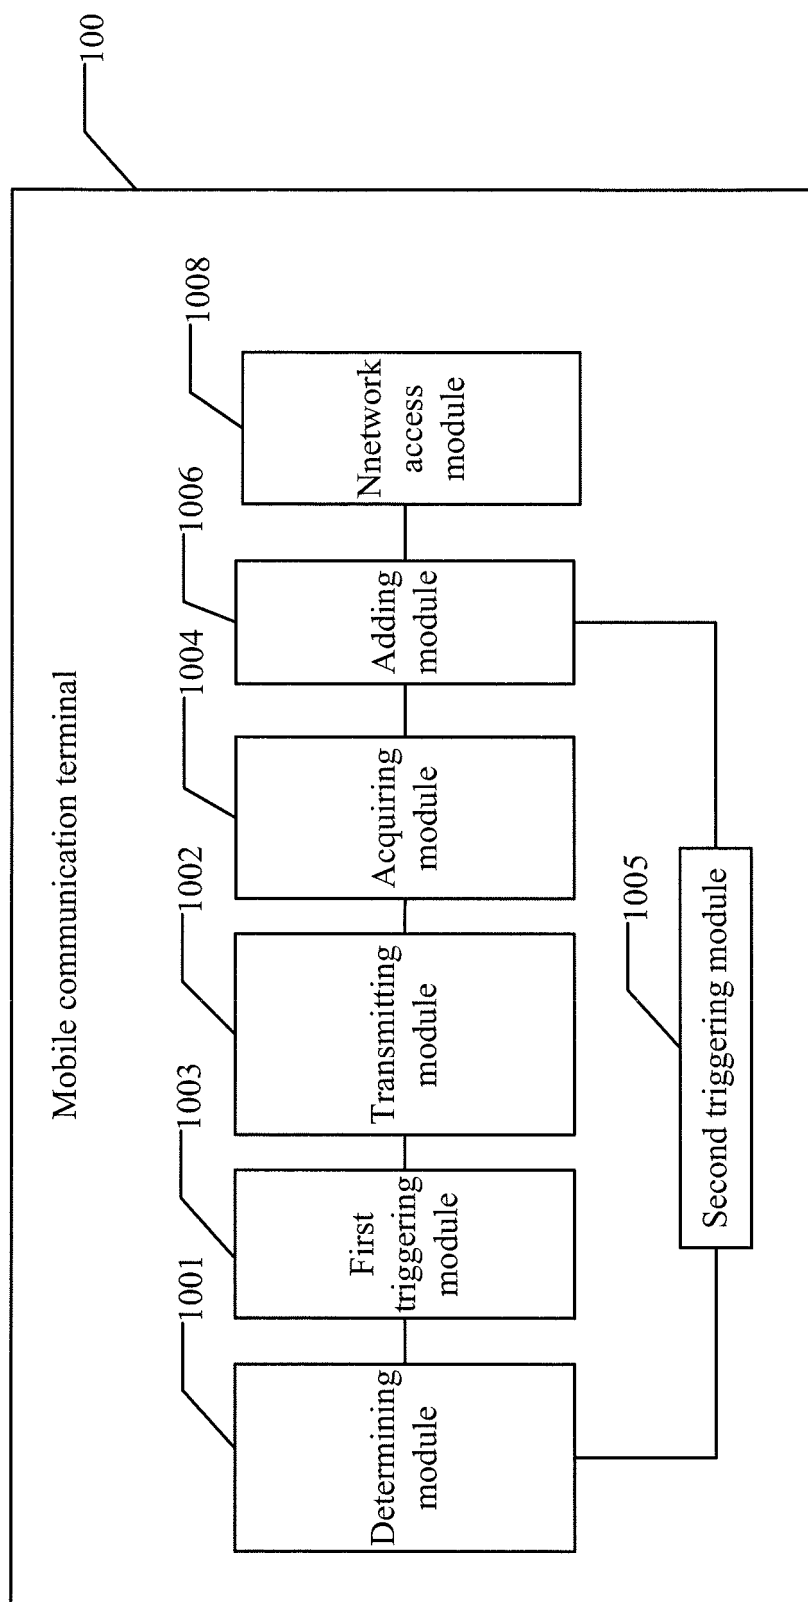 100
Mobile communication terminal
1001
1003
1002
1004
1006
1008
Determining
module
First
triggering
module
Transmitting
module
Acquiring
module
Adding
module
Nnetwork
access
module
1005
Second triggering module